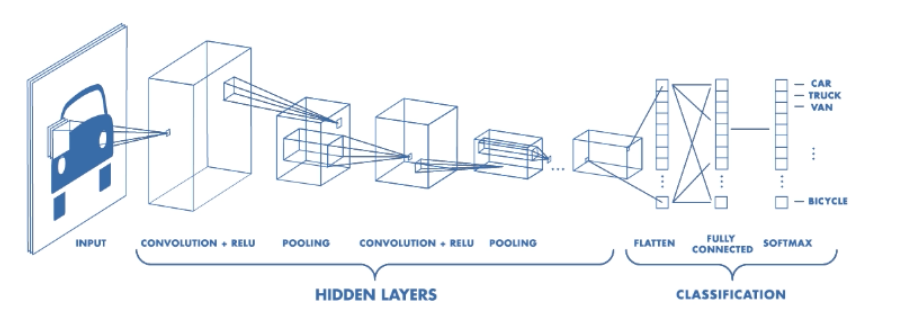 CAR
TRUCK
VAN
BICYCLE
INPUT
CONVOLUTION + RELU
POOLING
CONVOLUTION + RELU
POOLING
FLATTEN
FULLY
CONNECTED
SOFTMAX
HIDDEN LAYERS
CLASSIFICATION